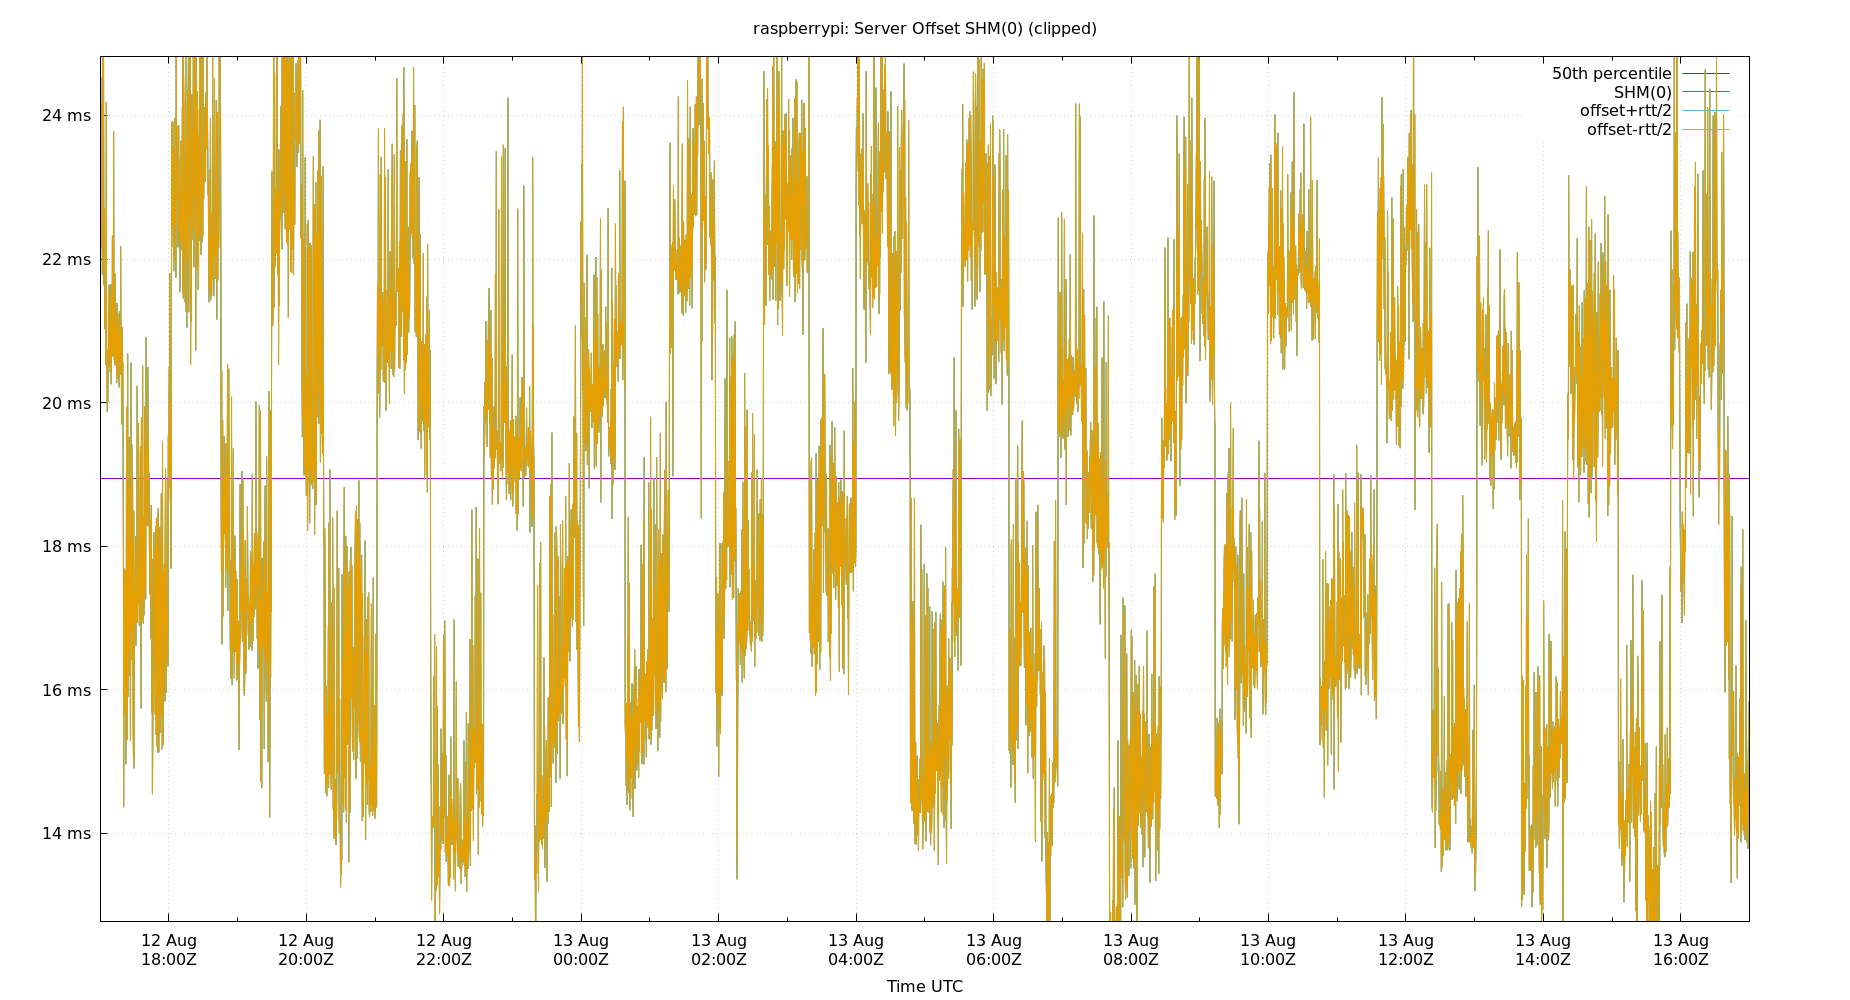 raspberrypi: Server Offset SHM(0) (clipped)
50th percentile
SHM(0)
offset+rtt/2
offset-rtt/2
24 ms
22 ms
20 ms
18 ms
16 ms
14 ms
12 Aug 12 Aug 12 Aug 13 Aug 13 Aug 13 Aug 13 Aug 13 Aug 13 Aug 13 Aug 13 Aug 13 Aug
18:00Z 20:00Z 22:00Z 00:00Z 02:00Z 04:00Z 06:00Z 08:00Z 10:00Z 12:00Z 14:00Z 16:00Z
Time UTC